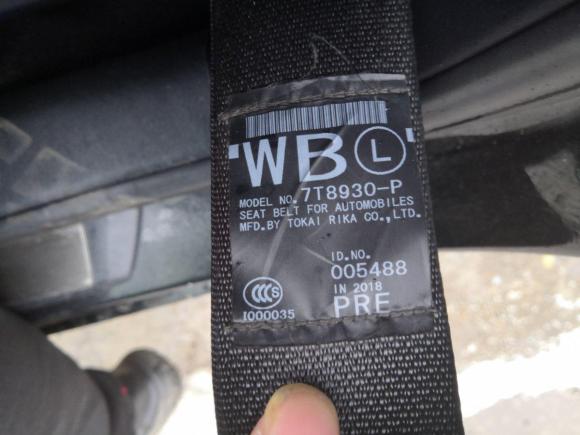 "WB" L
MODEL NO. 7T8930-P
SEAT BELT FOR AUTOMOBILES
MFD.BY TOKAI RIKA CO.,LTD.
ID.NO.
005488
CCC S
I000035
IN 2018
PRE